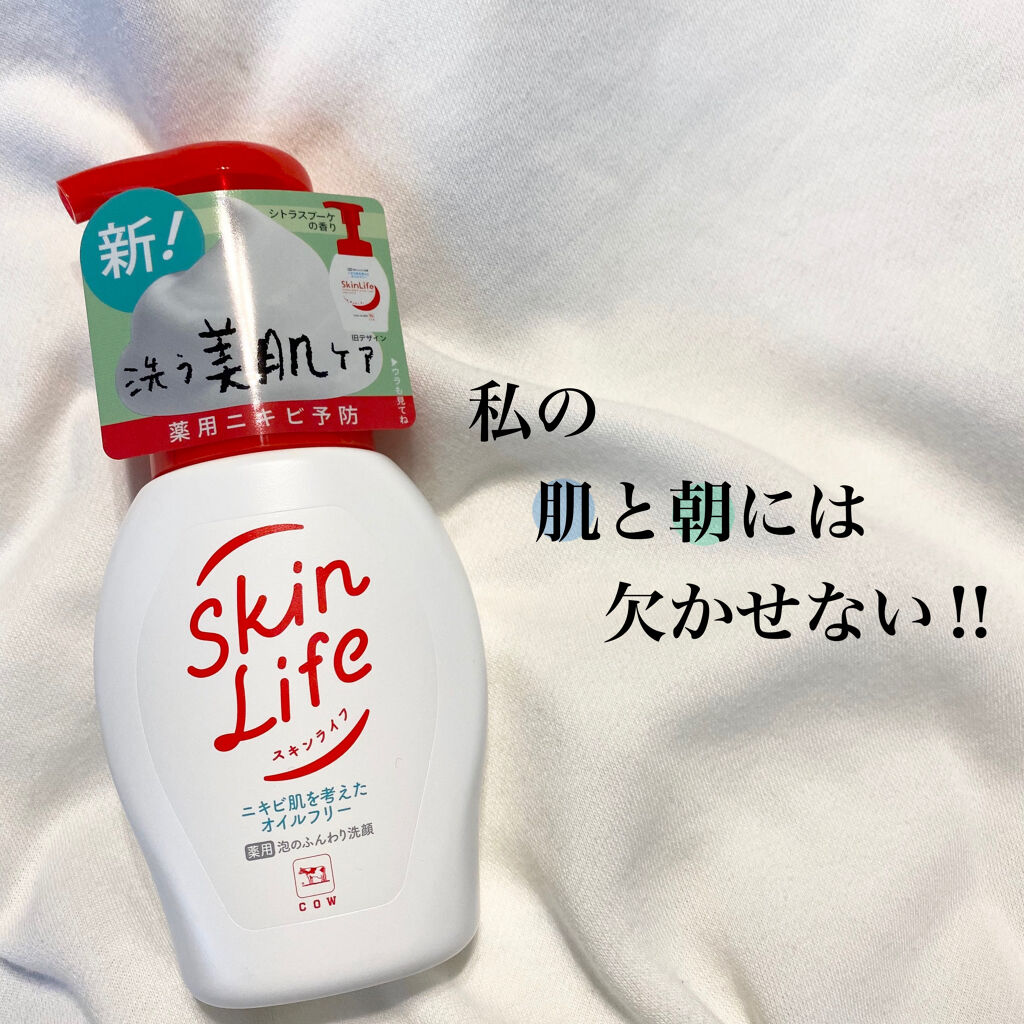 新!
シトラスブーケ
の香り
SkinLife
旧デザイン
洗う美肌ケア
▶ウラも見てね
薬用ニキビ予防
Skin
Life
スキンライフ
ニキビ肌を考えた
オイルフリー
薬用 泡のふんわり洗顔
COW
私の
肌と朝には
欠かせない!!